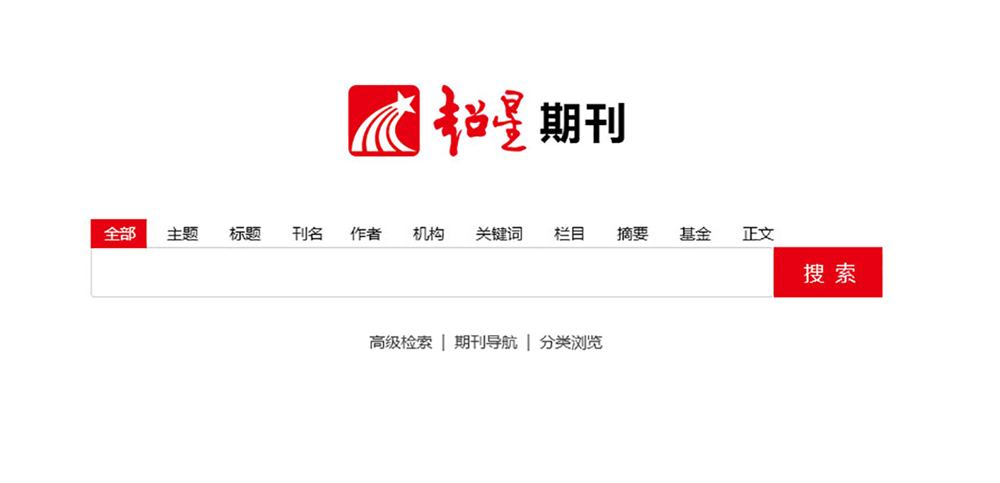 超星 期刊
全部 主题 标题 刊名 作者 机构 关键词 栏目 摘要 基金 正文
搜 索
高级检索 | 期刊导航 | 分类浏览